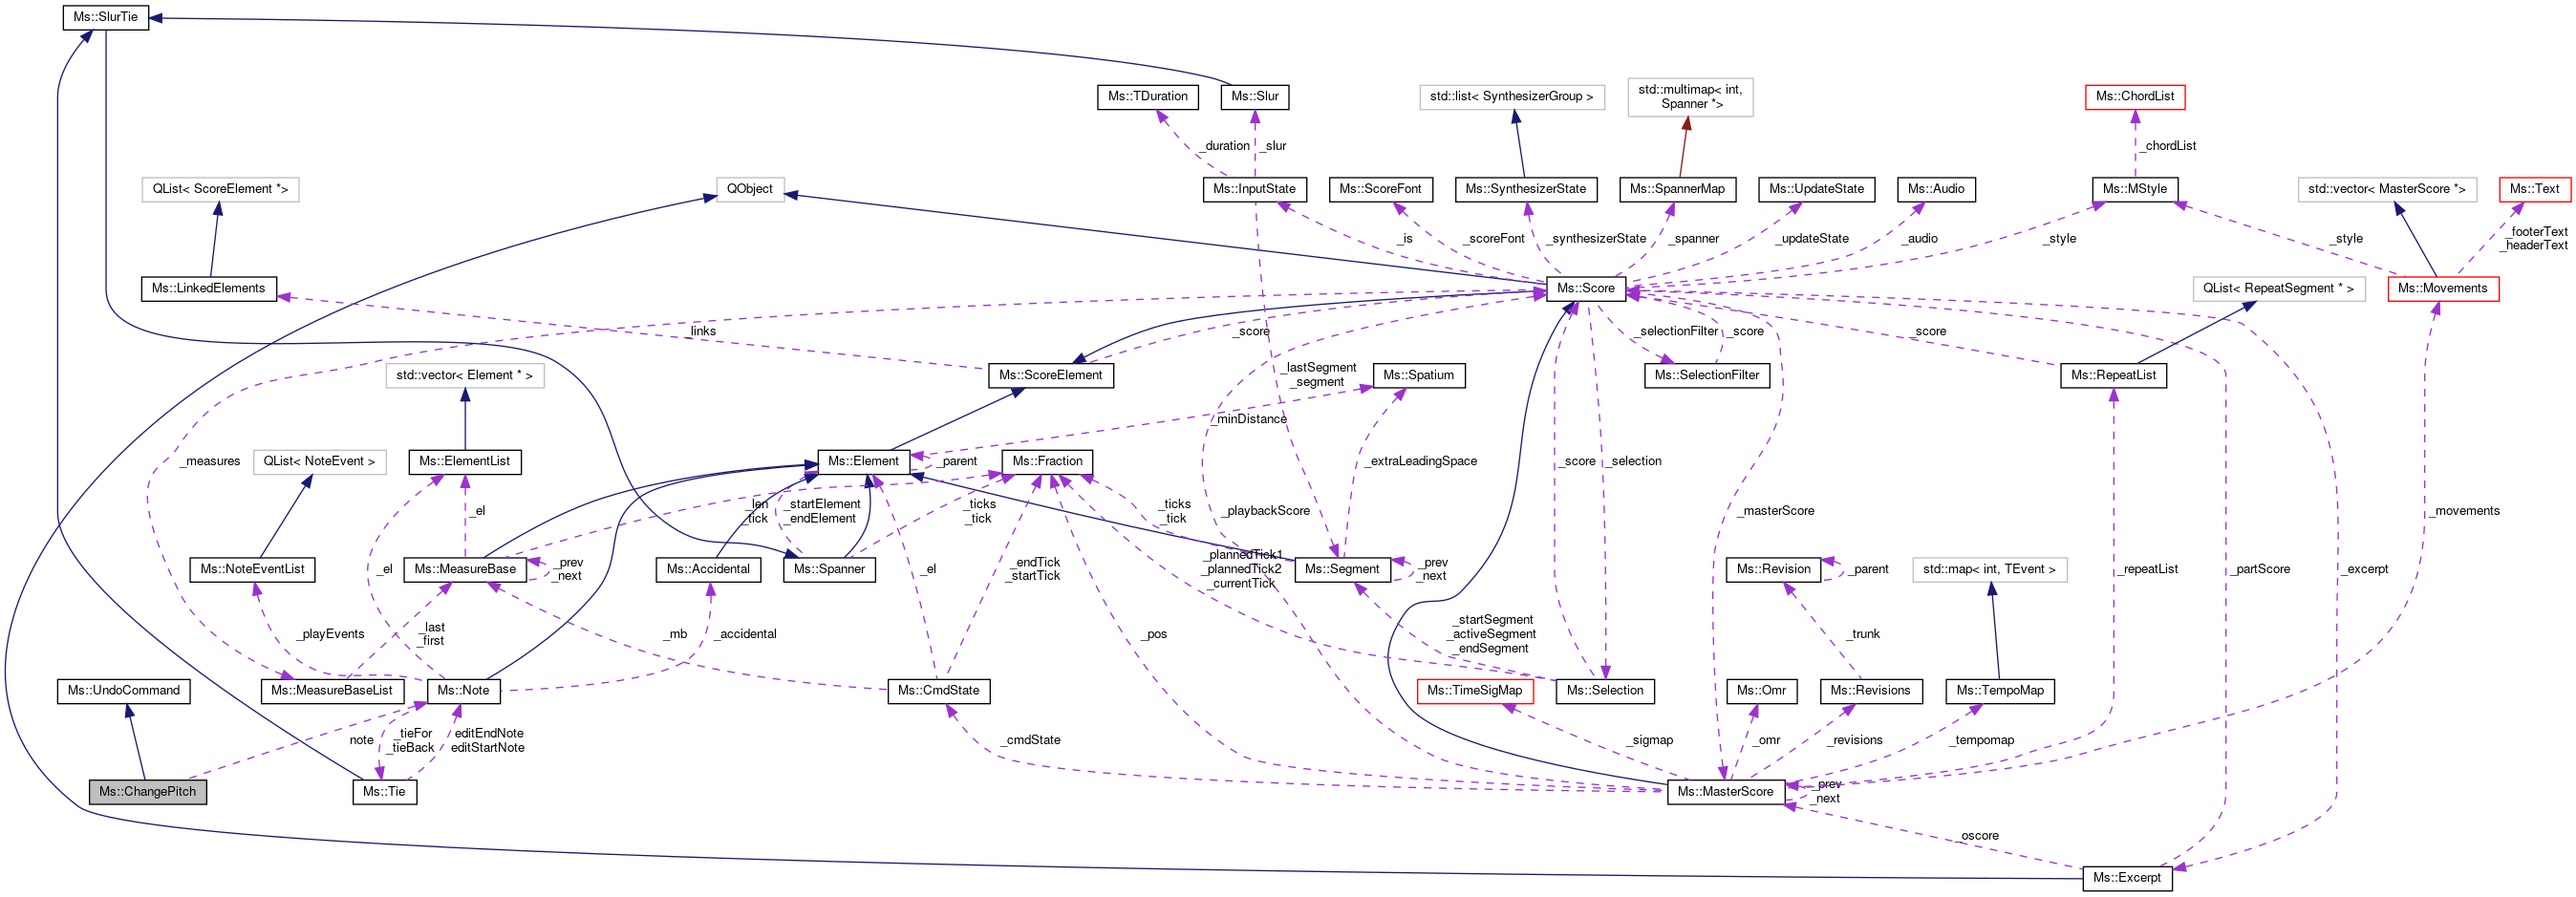 Ms::SlurTie
Ms::TDuration
Ms::Slur
std::list< SynthesizerGroup >
std::multimap< int,
Spanner *>
Ms::ChordList
_duration
_slur
_chordList
QList< ScoreElement *>
QObject
Ms::InputState
Ms::ScoreFont
Ms::SynthesizerState
Ms::SpannerMap
Ms::UpdateState
Ms::Audio
Ms::MStyle
std::vector< MasterScore *>
Ms::Text
_is
_scoreFont
_synthesizerState
_spanner
_updateState
_audio
_style
_style
_footerText
_headerText
Ms::LinkedElements
Ms::Score
QList< RepeatSegment * >
Ms::Movements
_links
_score
_selectionFilter
_score
_score
std::vector< Element * >
Ms::ScoreElement
_lastSegment
_segment
Ms::Spatium
Ms::SelectionFilter
Ms::RepeatList
_minDistance
_measures
QList< NoteEvent >
Ms::ElementList
Ms::Element
_parent
Ms::Fraction
_extraLeadingSpace
_score
_selection
_el
_len
_tick
_startElement
_endElement
_ticks
_tick
_ticks
_tick
_playbackScore
_masterScore
_movements
Ms::NoteEventList
Ms::MeasureBase
_prev
_next
Ms::Accidental
Ms::Spanner
_el
_endTick
_startTick
_plannedTick1
_plannedTick2
_currentTick
Ms::Segment
_prev
_next
Ms::Revision
_parent
std::map< int, TEvent >
_repeatList
_partScore
_excerpt
_el
_playEvents
_last
_first
_mb
_accidental
_pos
_startSegment
_activeSegment
_endSegment
_trunk
Ms::UndoCommand
Ms::MeasureBaseList
Ms::Note
Ms::CmdState
Ms::TimeSigMap
Ms::Selection
Ms::Omr
Ms::Revisions
Ms::TempoMap
note
_tieFor
_tieBack
editEndNote
editStartNote
_cmdState
_sigmap
_omr
_revisions
_tempomap
Ms::ChangePitch
Ms::Tie
Ms::MasterScore
_prev
_next
_oscore
Ms::Excerpt